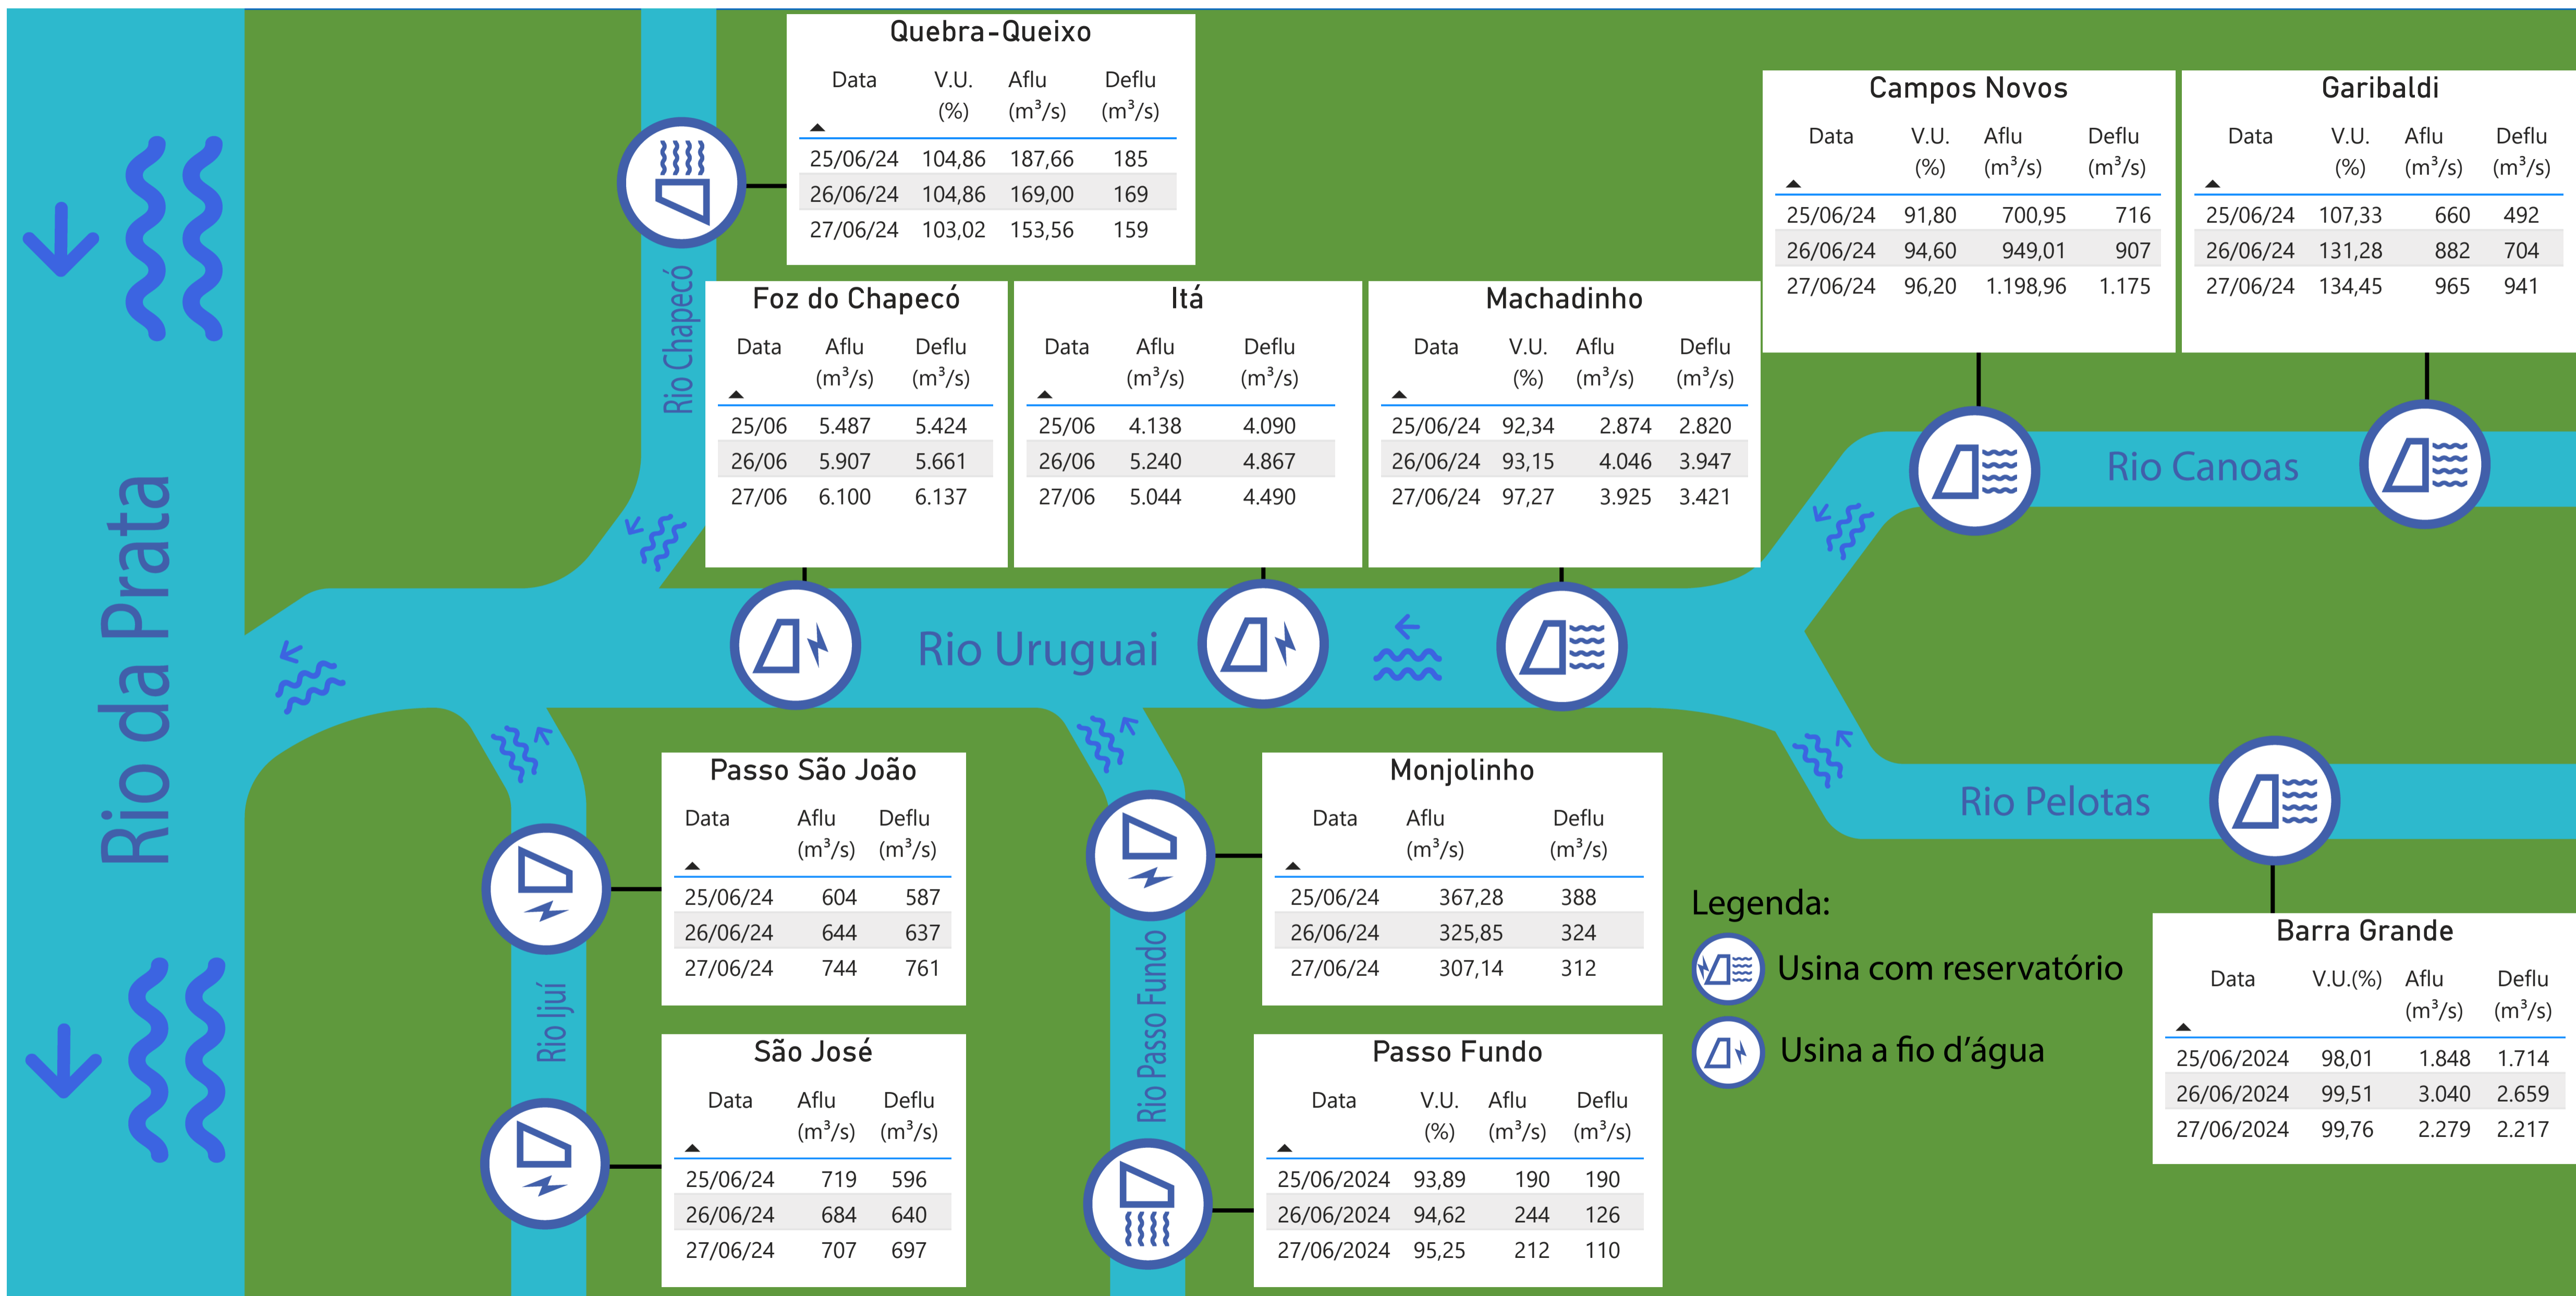 Quebra-Queixo
Data V.U. Aflu Deflu
(%) (m³/s) (m³/s)
25/06/24 104,86 187,66 185
26/06/24 104,86 169,00 169
27/06/24 103,02 153,56 159
Campos Novos
Data V.U. Aflu Deflu
(%) (m³/s) (m³/s)
25/06/24 91,80 700,95 716
26/06/24 94,60 949,01 907
27/06/24 96,20 1.198,96 1.175
Garibaldi
Data V.U. Aflu Deflu
(%) (m³/s) (m³/s)
25/06/24 107,33 660 492
26/06/24 131,28 882 704
27/06/24 134,45 965 941
Rio Chapecó
Foz do Chapecó
Data Aflu Deflu
(m³/s) (m³/s)
25/06 5.487 5.424
26/06 5.907 5.661
27/06 6.100 6.137
Itá
Data Aflu Deflu
(m³/s) (m³/s)
25/06 4.138 4.090
26/06 5.240 4.867
27/06 5.044 4.490
Machadinho
Data V.U. Aflu Deflu
(%) (m³/s) (m³/s)
25/06/24 92,34 2.874 2.820
26/06/24 93,15 4.046 3.947
27/06/24 97,27 3.925 3.421
Rio Canoas
Rio da Prata
Rio Uruguai
Rio Pelotas
Passo São João
Data Aflu Deflu
(m³/s) (m³/s)
25/06/24 604 587
26/06/24 644 637
27/06/24 744 761
Monjolinho
Data Aflu Deflu
(m³/s) (m³/s)
25/06/24 367,28 388
26/06/24 325,85 324
27/06/24 307,14 312
Legenda:
Usina com reservatório
Usina a fio d'água
Barra Grande
Data V.U.(%) Aflu Deflu
(m³/s) (m³/s)
25/06/2024 98,01 1.848 1.714
26/06/2024 99,51 3.040 2.659
27/06/2024 99,76 2.279 2.217
Rio Ijuí
São José
Data Aflu Deflu
(m³/s) (m³/s)
25/06/24 719 596
26/06/24 684 640
27/06/24 707 697
Rio Passo Fundo
Passo Fundo
Data V.U. Aflu Deflu
(%) (m³/s) (m³/s)
25/06/2024 93,89 190 190
26/06/2024 94,62 244 126
27/06/2024 95,25 212 110